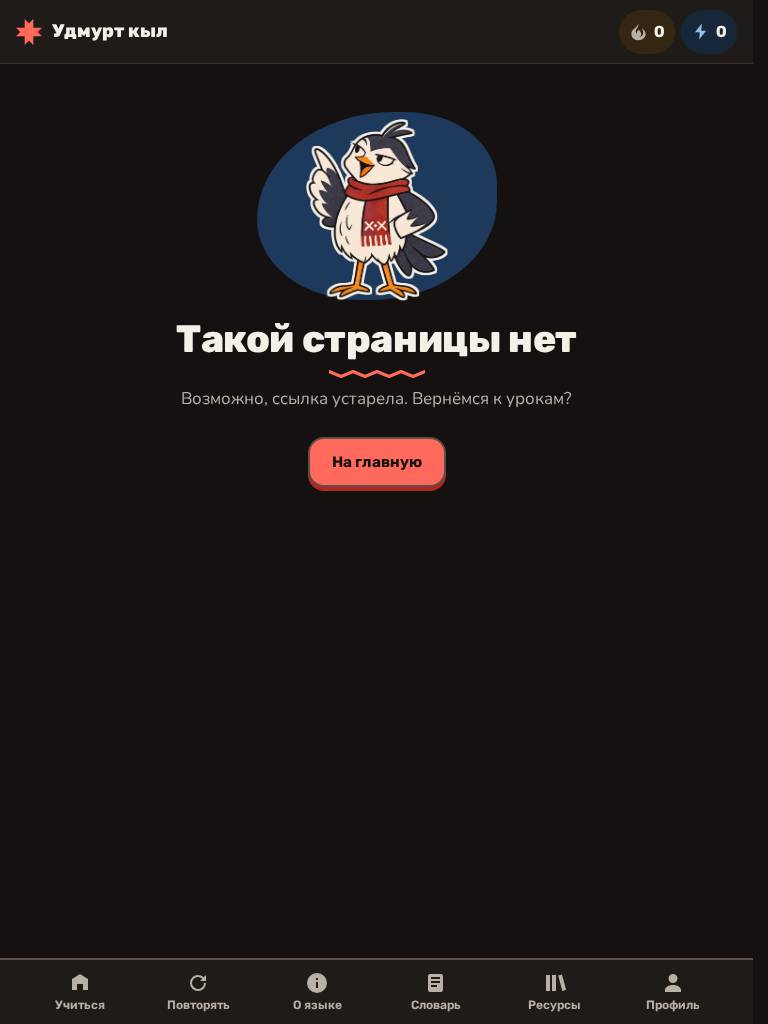 Удмурт кыл
0
0
Такой страницы нет
Возможно, ссылка устарела. Вернёмся к урокам?
На главную
Учиться
Повторять
О языке
Словарь
Ресурсы
Профиль